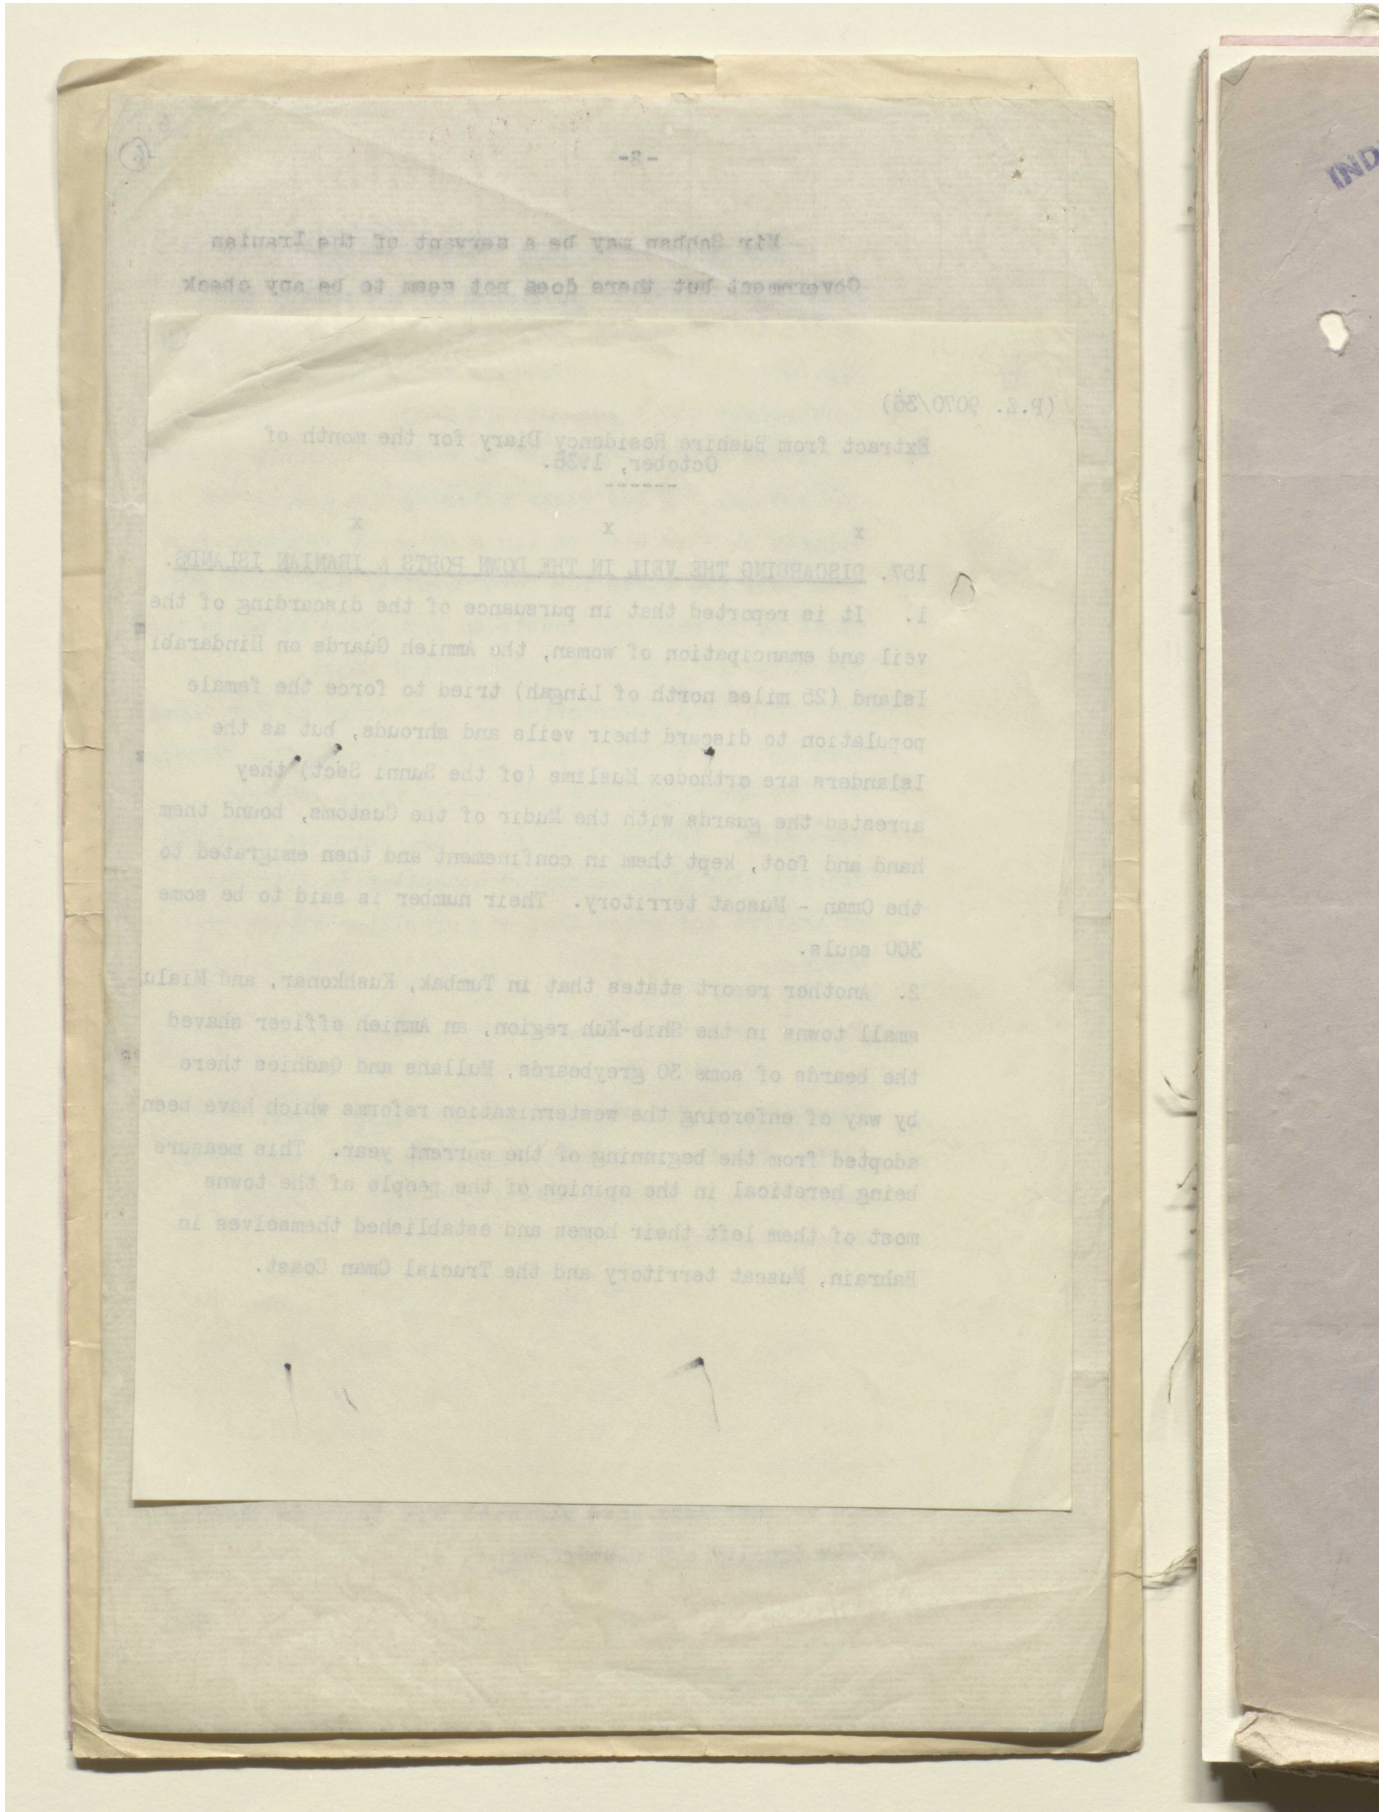 -2-
Mir Sobhan may be a servant of the Iranian
Government but there does not seem to be any check
(P.Z. 9070/36)
Extract from Bushire Residency Diary for the month of
October, 1936.
------
x x x
157. DISCARDING THE VEIL IN THE DOWN PORTS & IRANIAN ISLANDS.
1. It is reported that in pursuance of the discarding of the
veil and emancipation of woman, the Amnieh Guards on Hindarabi
Island (25 miles north of Lingah) tried to force the female
population to discard their veils and shrouds, but as the
Islanders are orthodox Muslims (of the Sunni Sect) they
arrested the guards with the Mudir of the Customs, bound them
hand and foot, kept them in confinement and then emigrated to
the Oman - Muscat territory. Their number is said to be some
300 souls.
2. Another report states that in Tumbak, Kushkonar, and Mialu
small towns in the Shib-Kuh region, an Amnieh officer shaved
the beards of some 30 greybeards, Mullahs and Qadhies there
by way of enforcing the westernization reforms which have been
adopted from the beginning of the current year. This measure
being heretical in the opinion of the people of the towns
most of them left their homes and established themselves in
Bahrain, Muscat territory and the Trucial Oman Coast.
IND